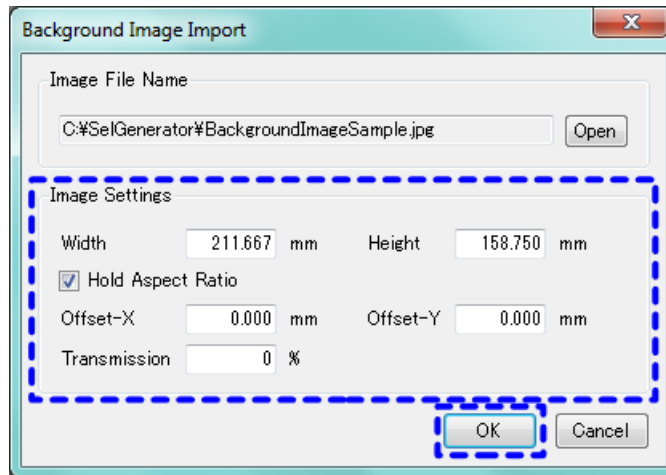 Background Image Import
Image File Name
C:¥SelGenerator¥BackgroundImageSample.jpg Open
Image Settings
Width 211.667 mm Height 158.750 mm
Hold Aspect Ratio
Offset-X 0.000 mm Offset-Y 0.000 mm
Transmission 0 %
OK Cancel